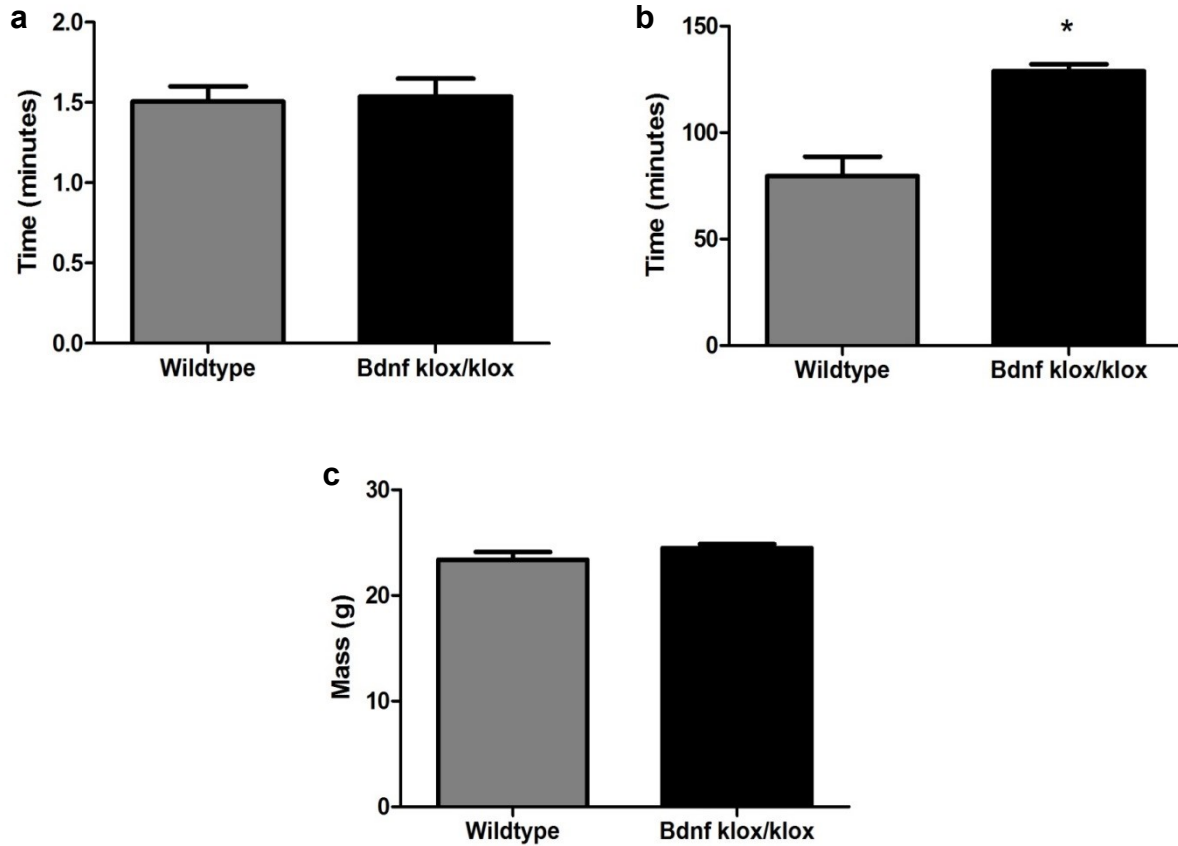 a
Time (minutes)
2.0
1.5
1.0
0.5
0.0
Wildtype
Bdnf klox/klox
b
Time (minutes)
150
100
50
0
*
Wildtype
Bdnf klox/klox
c
Mass (g)
30
20
10
0
Wildtype
Bdnf klox/klox